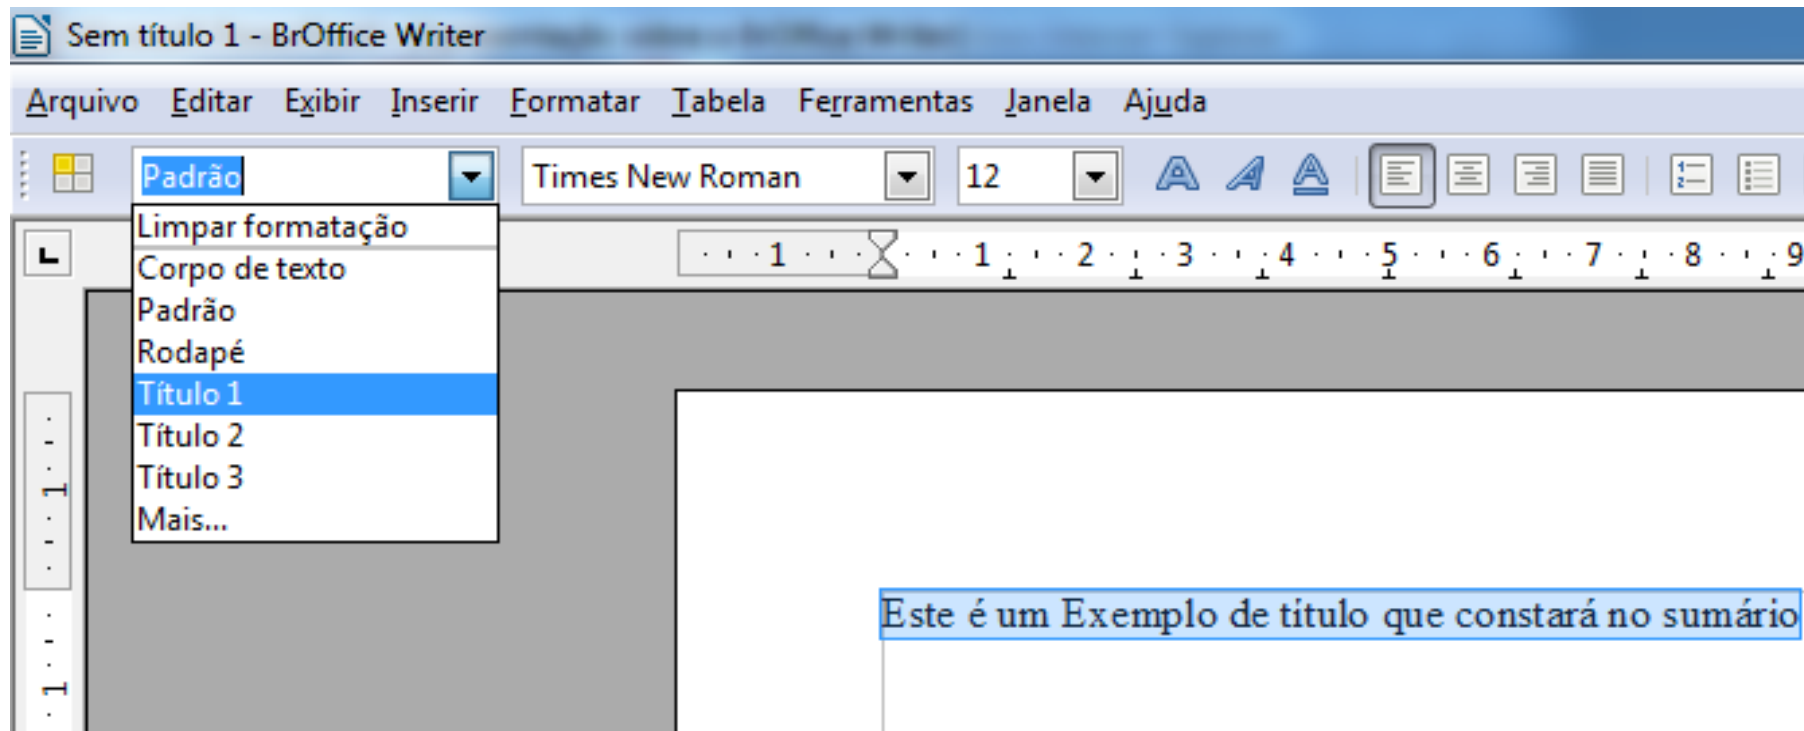 Sem título 1 - BrOffice Writer
Arquivo Editar Exibir Inserir Formatar Tabela Ferramentas Janela Ajuda
Padrão Times New Roman 12
Limpar formatação
Corpo de texto
Padrão
Rodapé
Título 1
Título 2
Título 3
Mais...
1 1 2 3 4 5 6 7 8 9
1
1
Este é um Exemplo de título que constará no sumário